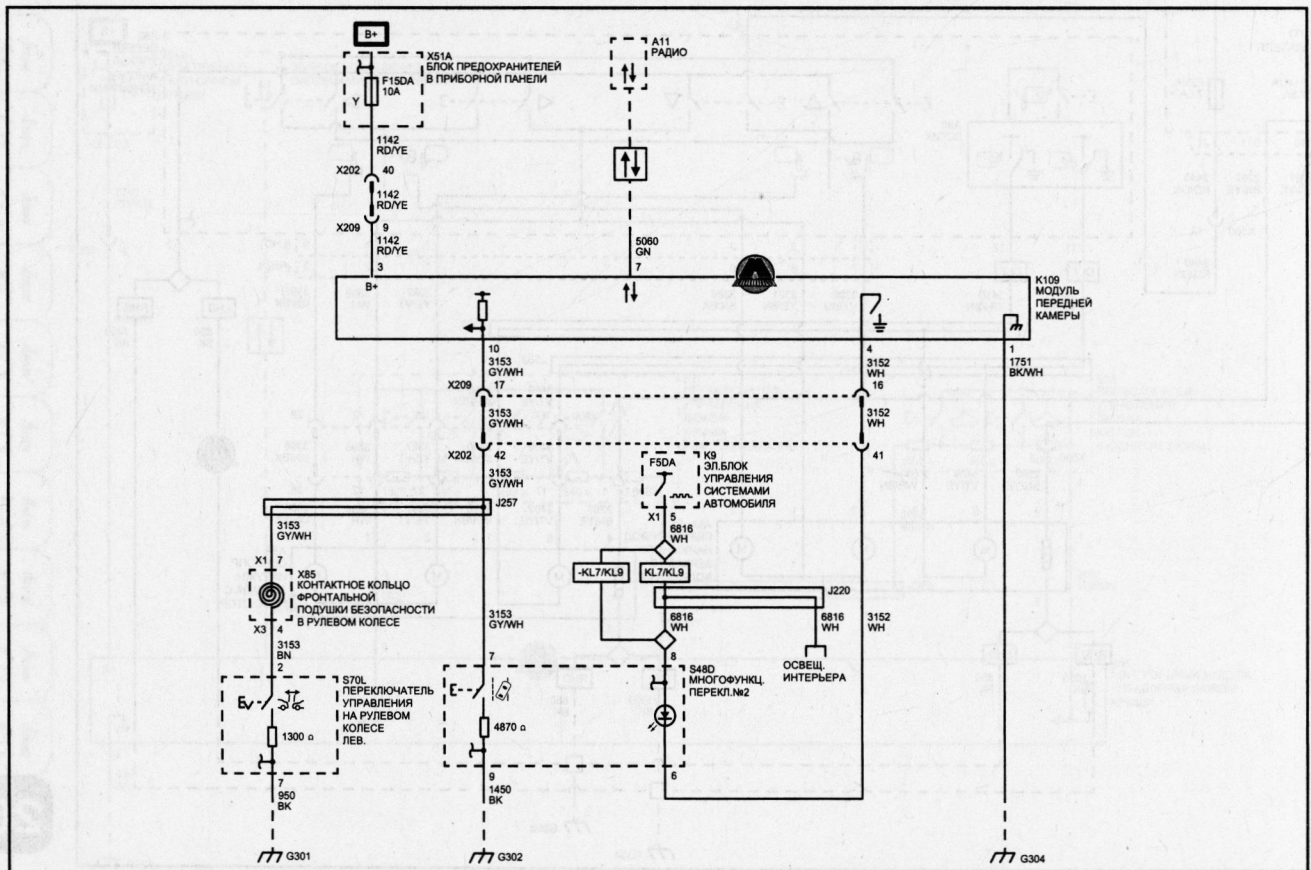 B+
X51A
БЛОК ПРЕДОХРАНИТЕЛЕЙ
В ПРИБОРНОЙ ПАНЕЛИ
F15DA
10A
Y
A11
РАДИО
1142
RD/YE
X202 40
1142
RD/YE
X209 9
1142
RD/YE
3
5060
GN
7
B+
K109
МОДУЛЬ
ПЕРЕДНЕЙ
КАМЕРЫ
10
3153
GY/WH
4
3152
WH
1
1751
BK/WH
X209 17
16
3153
GY/WH
3152
WH
X202 42
41
3153
GY/WH
F5DA
K9
ЭЛ.БЛОК
УПРАВЛЕНИЯ
СИСТЕМАМИ
АВТОМОБИЛЯ
X1 5
6816
WH
J257
3153
GY/WH
-KL7/KL9
KL7/KL9
X1 7
X85
КОНТАКТНОЕ КОЛЬЦО
ФРОНТАЛЬНОЙ
ПОДУШКИ БЕЗОПАСНОСТИ
В РУЛЕВОМ КОЛЕСЕ
X3 4
J220
3153
GY/WH
6816
WH
6816
WH
3152
WH
3153
BN
2
7
8
ОСВЕЩ.
ИНТЕРЬЕРА
S70L
ПЕРЕКЛЮЧАТЕЛЬ
УПРАВЛЕНИЯ
НА РУЛЕВОМ
КОЛЕСЕ
ЛЕВ.
1300 Ω
S48D
МНОГОФУНКЦ.
ПЕРЕКЛ.№2
4870 Ω
7
950
BK
9
1450
BK
6
G301
G302
G304